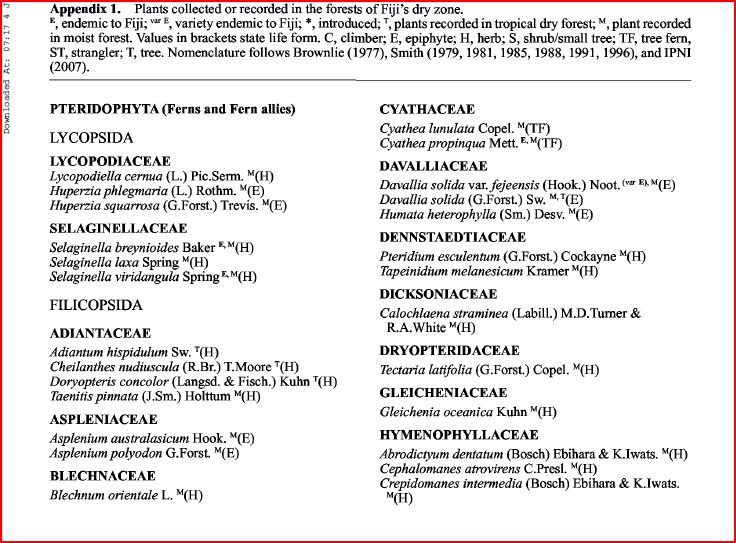 Appendix 1. Plants collected or recorded in the forests of Fiji's dry zone.
E, endemic to Fiji; var E, variety endemic to Fiji; *, introduced; T, plants recorded in tropical dry forest; M, plant recorded
in moist forest. Values in brackets state life form. C, climber; E, epiphyte; H, herb; S, shrub/small tree; TF, tree fern,
ST, strangler; T, tree. Nomenclature follows Brownlie (1977), Smith (1979, 1981, 1985, 1988, 1991, 1996), and IPNI
(2007).
Downloaded At: 07:17 4 J
PTERIDOPHYTA (Ferns and Fern allies)
LYCOPSIDA
LYCOPODIACEAE
Lycopodiella cernua (L.) Pic.Serm. M(H)
Huperzia phlegmaria (L.) Rothm. M(E)
Huperzia squarrosa (G.Forst.) Trevis. M(E)
SELAGINELLACEAE
Selaginella breynioides Baker E, M(H)
Selaginella laxa Spring M(H)
Selaginella viridangula Spring E, M(H)
FILICOPSIDA
ADIANTACEAE
Adiantum hispidulum Sw. T(H)
Cheilanthes nudiuscula (R.Br.) T.Moore T(H)
Doryopteris concolor (Langsd. & Fisch.) Kuhn T(H)
Taenitis pinnata (J.Sm.) Holttum M(H)
ASPLENIACEAE
Asplenium australasicum Hook. M(E)
Asplenium polyodon G.Forst. M(E)
BLECHNACEAE
Blechnum orientale L. M(H)
CYATHACEAE
Cyathea lunulata Copel. M(TF)
Cyathea propinqua Mett. E, M(TF)
DAVALLIACEAE
Davallia solida var. fejeensis (Hook.) Noot. (var E), M(E)
Davallia solida (G.Forst.) Sw. M, T(E)
Humata heterophylla (Sm.) Desv. M(E)
DENNSTAEDTIACEAE
Pteridium esculentum (G.Forst.) Cockayne M(H)
Tapeinidium melanesicum Kramer M(H)
DICKSONIACEAE
Calochlaena straminea (Labill.) M.D.Turner &
R.A.White M(H)
DRYOPTERIDACEAE
Tectaria latifolia (G.Forst.) Copel. M(H)
GLEICHENIACEAE
Gleichenia oceanica Kuhn M(H)
HYMENOPHYLLACEAE
Abrodictyum dentatum (Bosch) Ebihara & K.Iwats. M(H)
Cephalomanes atrovirens C.Presl. M(H)
Crepidomanes intermedia (Bosch) Ebihara & K.Iwats.
M(H)